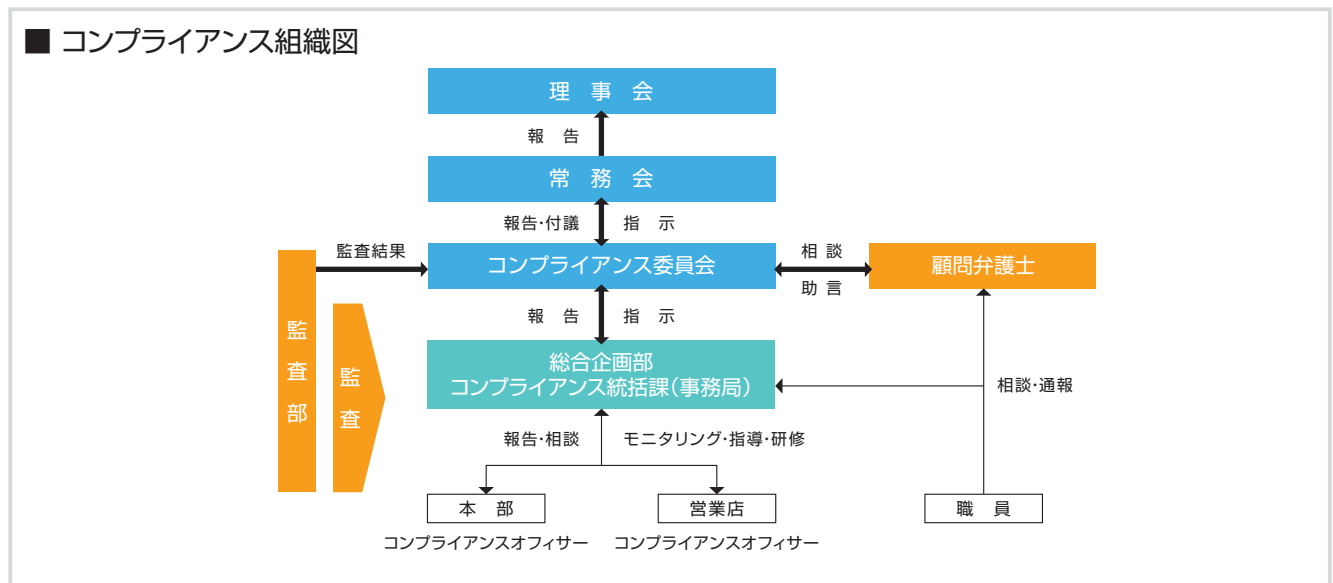 ■ コンプライアンス組織図
理事会
報告
常務会
報告・付議 指示
監査結果
コンプライアンス委員会
相談
助言
顧問弁護士
監査部
監査
報告 指示
総合企画部
コンプライアンス統括課(事務局)
相談・通報
報告・相談 モニタリング・指導・研修
本部
営業店
職員
コンプライアンスオフィサー コンプライアンスオフィサー